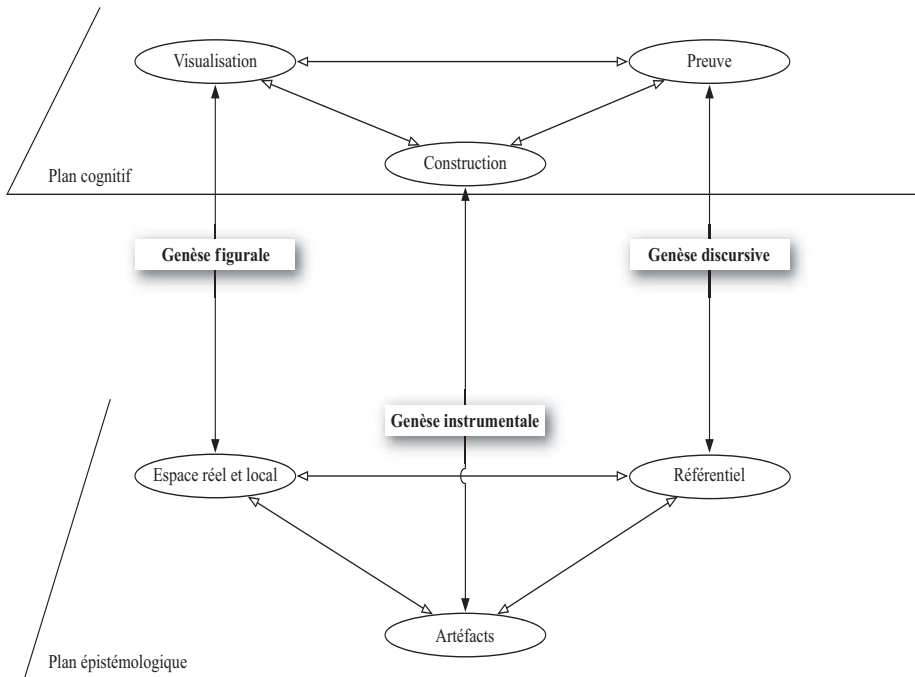 Visualisation
Preuve
Construction
Plan cognitif
Genèse figurale
Genèse discursive
Genèse instrumentale
Espace réel et local
Référentiel
Artéfacts
Plan épistémologique